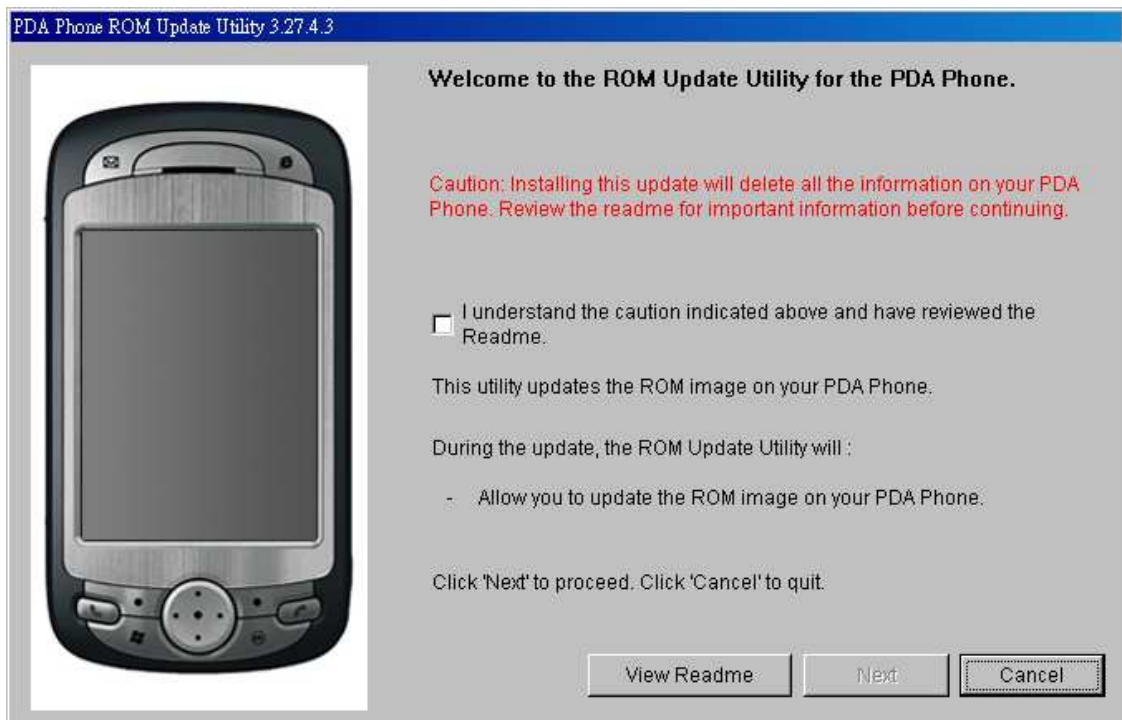 PDA Phone ROM Update Utility 3.27.4.3
Welcome to the ROM Update Utility for the PDA Phone.
Caution: Installing this update will delete all the information on your PDA
Phone. Review the readme for important information before continuing.
I understand the caution indicated above and have reviewed the
Readme.
This utility updates the ROM image on your PDA Phone.
During the update, the ROM Update Utility will :
- Allow you to update the ROM image on your PDA Phone.
Click 'Next' to proceed. Click 'Cancel' to quit.
View Readme
Next
Cancel